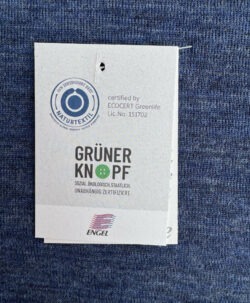 NATURTEXTIL
certified by
ECOCERT Greenlife
Lic. No: 151702
GRÜNER
KNOPF
SOZIAL. ÖKOLOGISCH. STAATLICH.
UNABHÄNGIG ZERTIFIZIERT.
ENGEL